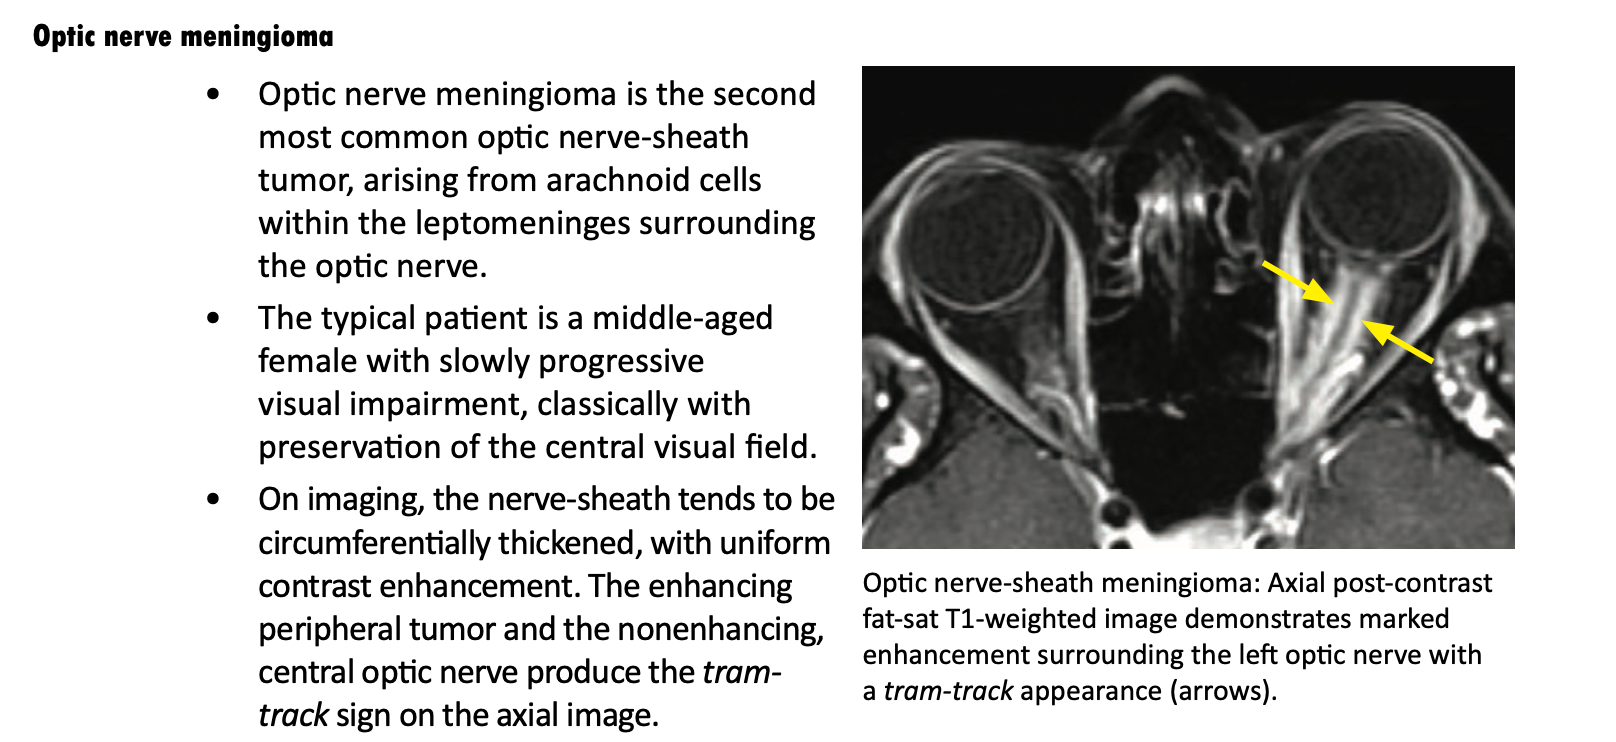 Optic nerve meningioma
• Optic nerve meningioma is the second
most common optic nerve-sheath
tumor, arising from arachnoid cells
within the leptomeninges surrounding
the optic nerve.
• The typical patient is a middle-aged
female with slowly progressive
visual impairment, classically with
preservation of the central visual field.
• On imaging, the nerve-sheath tends to be
circumferentially thickened, with uniform
contrast enhancement. The enhancing
peripheral tumor and the nonenhancing,
central optic nerve produce the tram-
track sign on the axial image.
Optic nerve-sheath meningioma: Axial post-contrast
fat-sat T1-weighted image demonstrates marked
enhancement surrounding the left optic nerve with
a tram-track appearance (arrows).